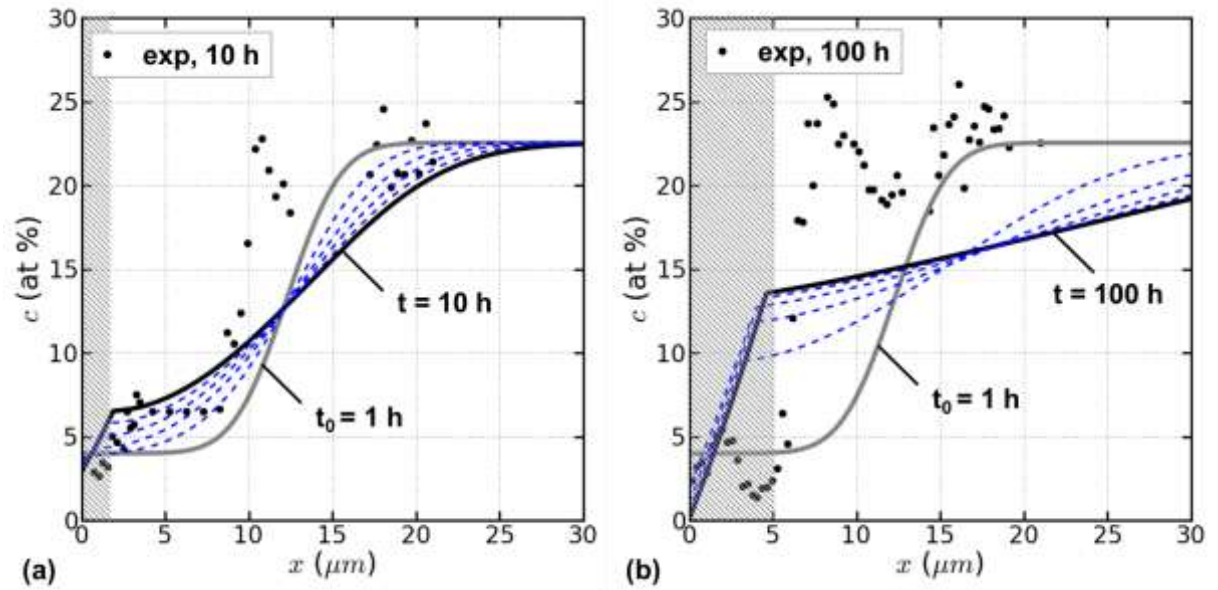 exp, 10 h
30
25
20
15
10
5
0
c (at %)
t = 10 h
t₀ = 1 h
0 5 10 15 20 25 30
x (μm)
(a)
exp, 100 h
30
25
20
15
10
5
0
c (at %)
t = 100 h
t₀ = 1 h
0 5 10 15 20 25 30
x (μm)
(b)